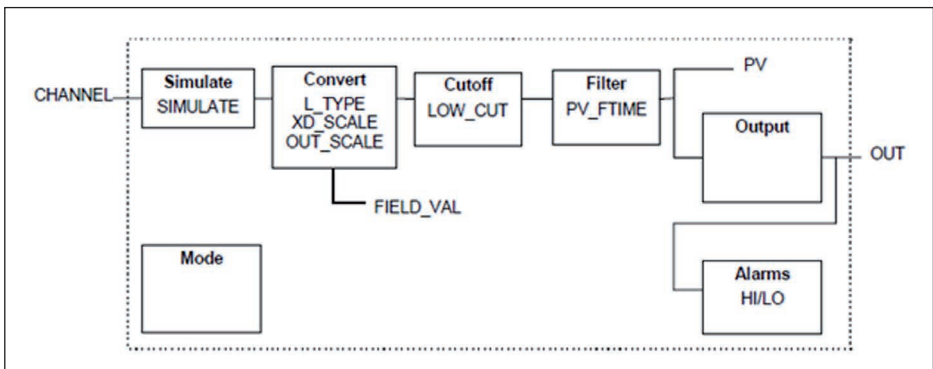 CHANNEL
Simulate
SIMULATE
Convert
L_TYPE
XD_SCALE
OUT_SCALE
Cutoff
LOW_CUT
Filter
PV_FTIME
PV
Output
OUT
FIELD_VAL
Mode
Alarms
HI/LO